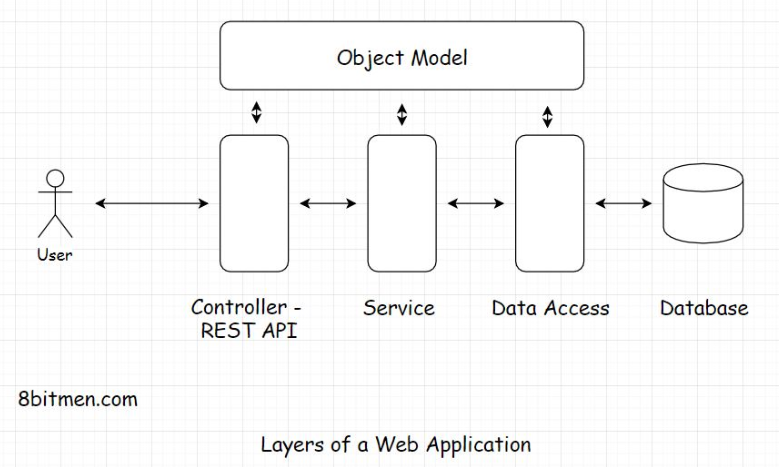 Object Model
User
Controller -
REST API
Service
Data Access
Database
8bitmen.com
Layers of a Web Application